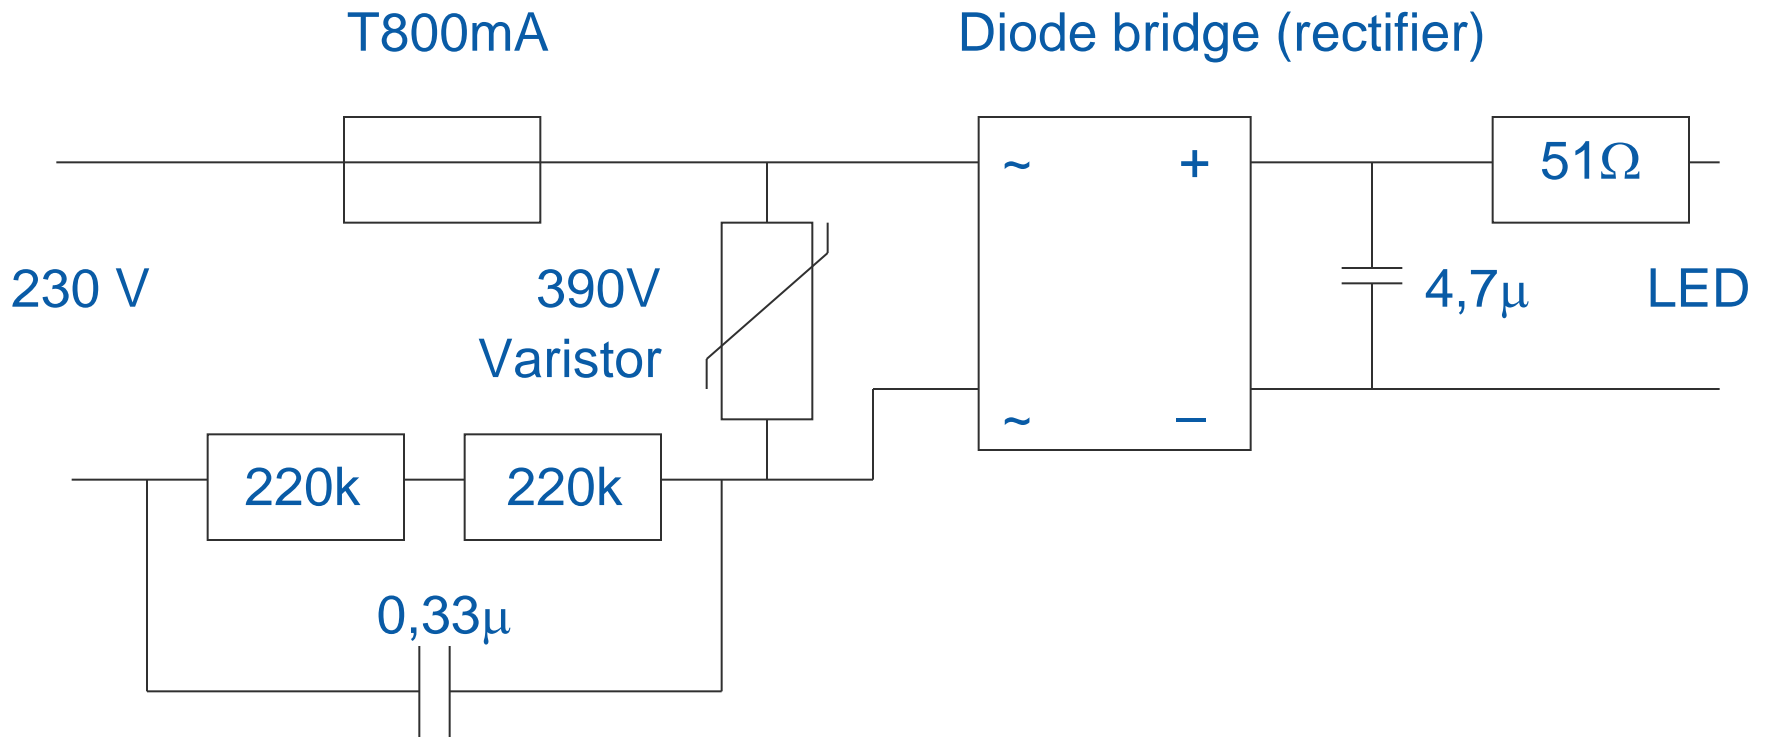 T800mA
Diode bridge (rectifier)
~
+
51Ω
230 V
390V
Varistor
4,7μ
LED
~
–
220k
220k
0,33μ